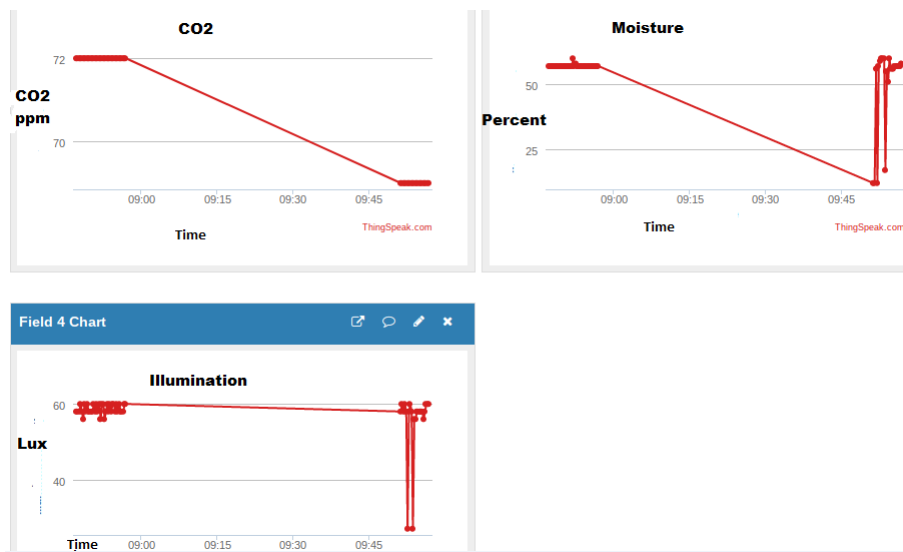 CO2
72
CO2
ppm
70
09:00 09:15 09:30 09:45
ThingSpeak.com
Time
Moisture
50
Percent
25
09:00 09:15 09:30 09:45
Time
ThingSpeak.com
Field 4 Chart
Illumination
60
Lux
40
Time 09:00 09:15 09:30 09:45